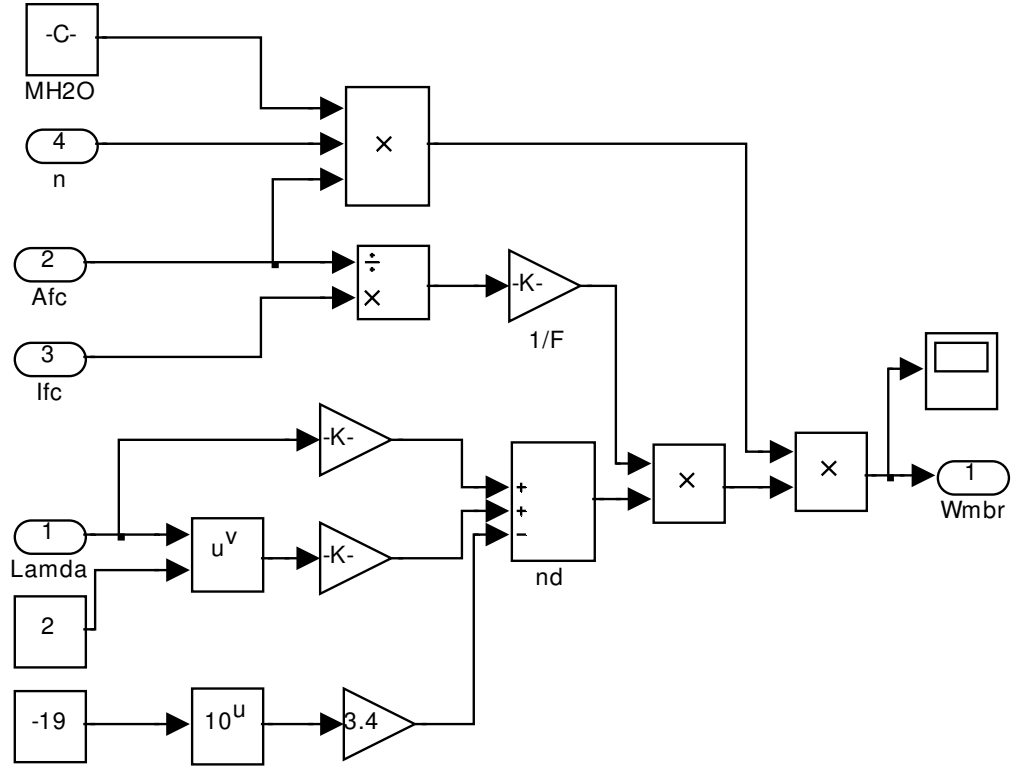 -C-
MH2O
4
n
×
2
Afc
÷
×
-K-
1/F
3
Ifc
-K-
1
Lamda
u^v
-K-
+
+
−
nd
×
×
1
Wmbr
2
-19
10^u
3.4